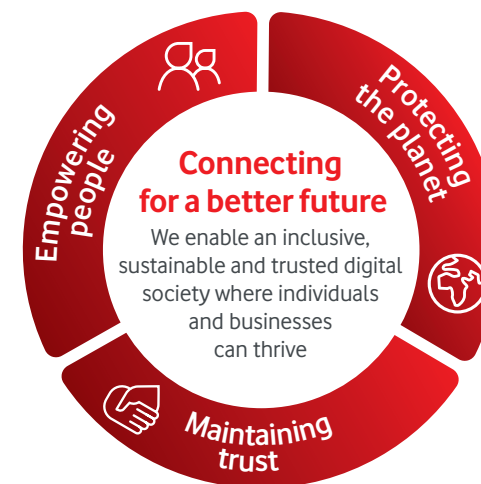 Empowering
people
Protecting
the planet
Connecting
for a better future
We enable an inclusive,
sustainable and trusted digital
society where individuals
and businesses
can thrive
Maintaining
trust